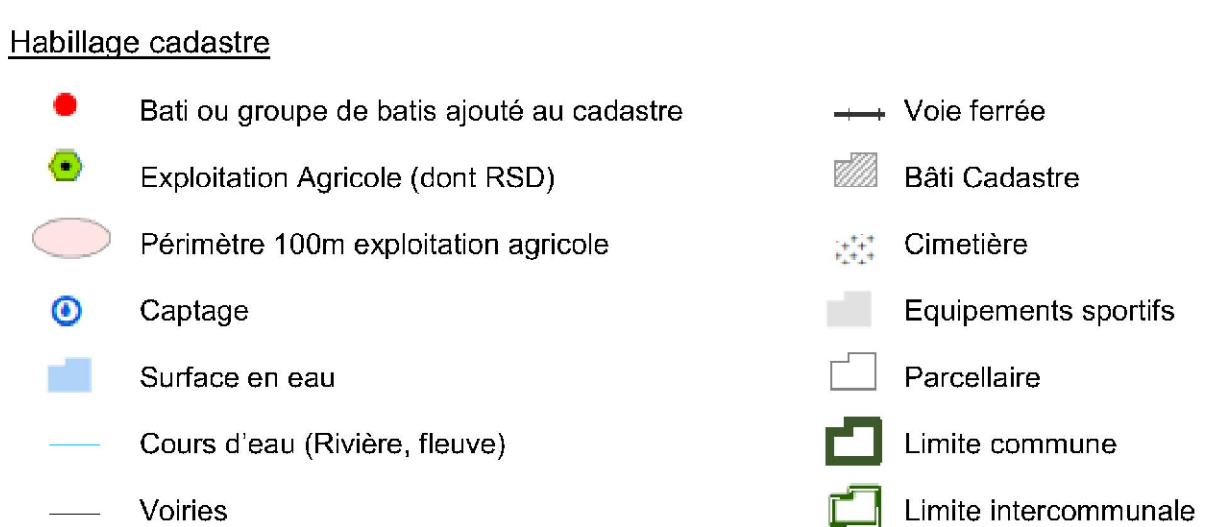 Habillage cadastre
Bati ou groupe de batis ajouté au cadastre
Exploitation Agricole (dont RSD)
Périmètre 100m exploitation agricole
Captage
Surface en eau
Cours d'eau (Rivière, fleuve)
Voiries
Voie ferrée
Bâti Cadastre
Cimetière
Equipements sportifs
Parcellaire
Limite commune
Limite intercommunale